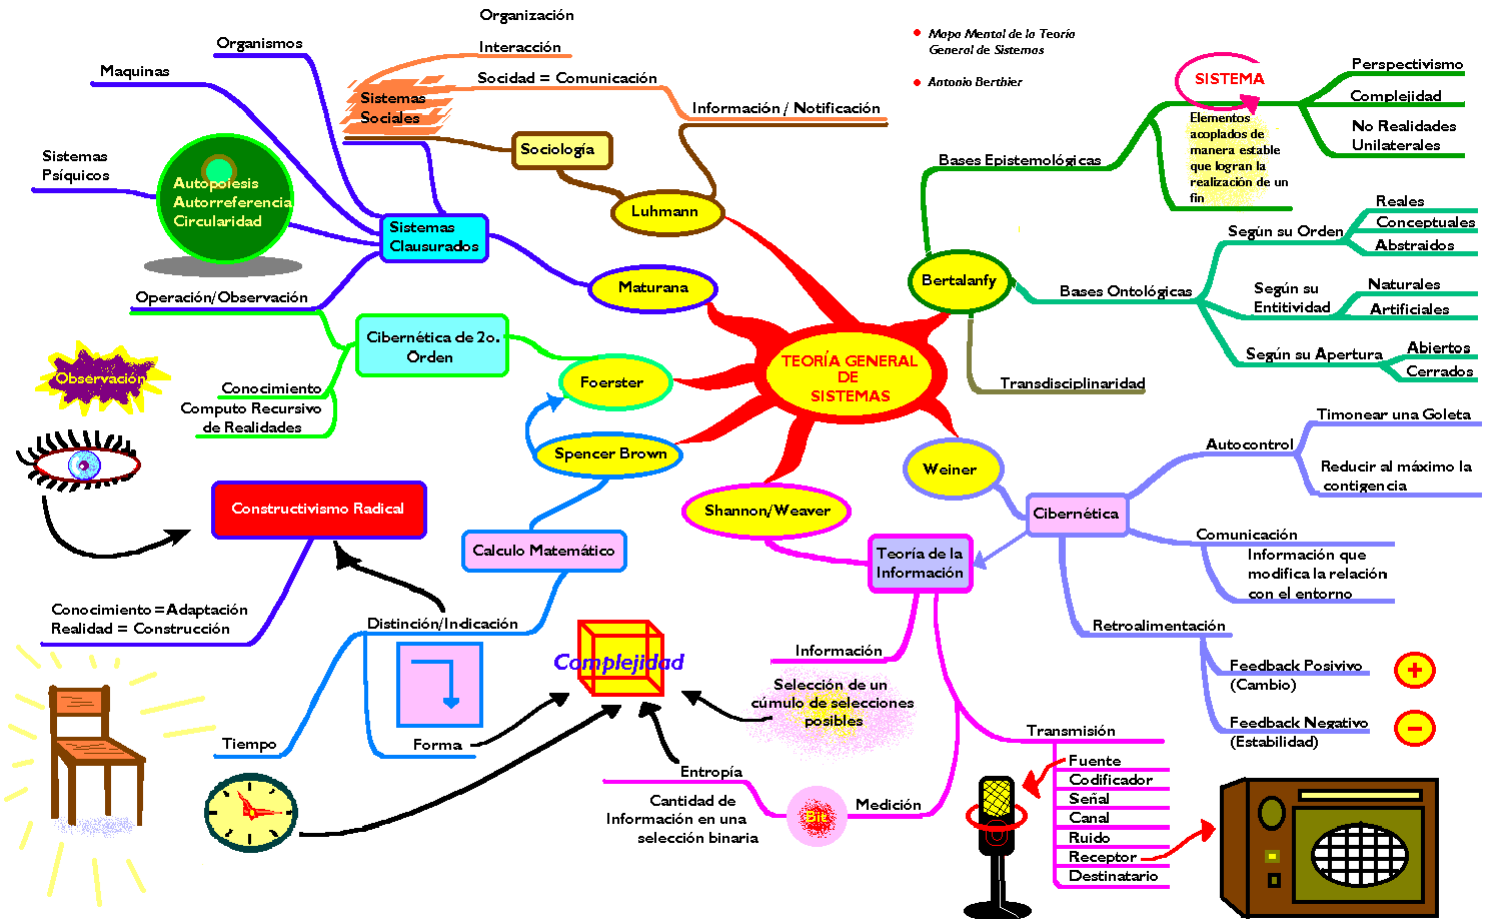 Mapa Mental de la Teoría
General de Sistemas
Antonio Berthier
TEORÍA GENERAL
DE
SISTEMAS
Bertalanfy
Bases Epistemológicas
SISTEMA
Elementos
acoplados de
manera estable
que logran la
realización de un
fin
Perspectivismo
Complejidad
No Realidades
Unilaterales
Bases Ontológicas
Según su Orden
Reales
Conceptuales
Abstraidos
Según su
Entitividad
Naturales
Artificiales
Según su Apertura
Abiertos
Cerrados
Transdisciplinaridad
Weiner
Cibernética
Autocontrol
Timonear una Goleta
Reducir al máximo la
contigencia
Comunicación
Información que
modifica la relación
con el entorno
Retroalimentación
Feedback Posivivo
(Cambio)
+
Feedback Negativo
(Estabilidad)
−
Shannon/Weaver
Teoría de la
Información
Información
Selección de un
cúmulo de selecciones
posibles
Transmisión
Fuente
Codificador
Señal
Canal
Ruido
Receptor
Destinatario
Medición
Bit
Entropía
Cantidad de
Información en una
selección binaria
Spencer Brown
Calculo Matemático
Distinción/Indicación
Tiempo
Forma
Complejidad
Constructivismo Radical
Conocimiento=Adaptación
Realidad = Construcción
Foerster
Cibernética de 2o.
Orden
Observación
Conocimiento
Computo Recursivo
de Realidades
Maturana
Sistemas
Clausurados
Operación/Observación
Autopoiesis
Autorreferencia
Circularidad
Sistemas
Psíquicos
Maquinas
Organismos
Luhmann
Sociología
Sistemas
Sociales
Organización
Interacción
Socidad = Comunicación
Información / Notificación